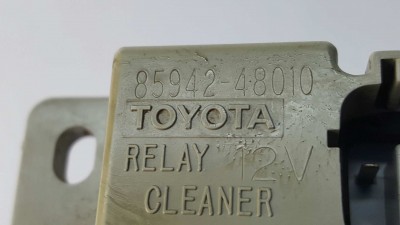 85942-48010
TOYOTA
RELAY 12V
CLEANER